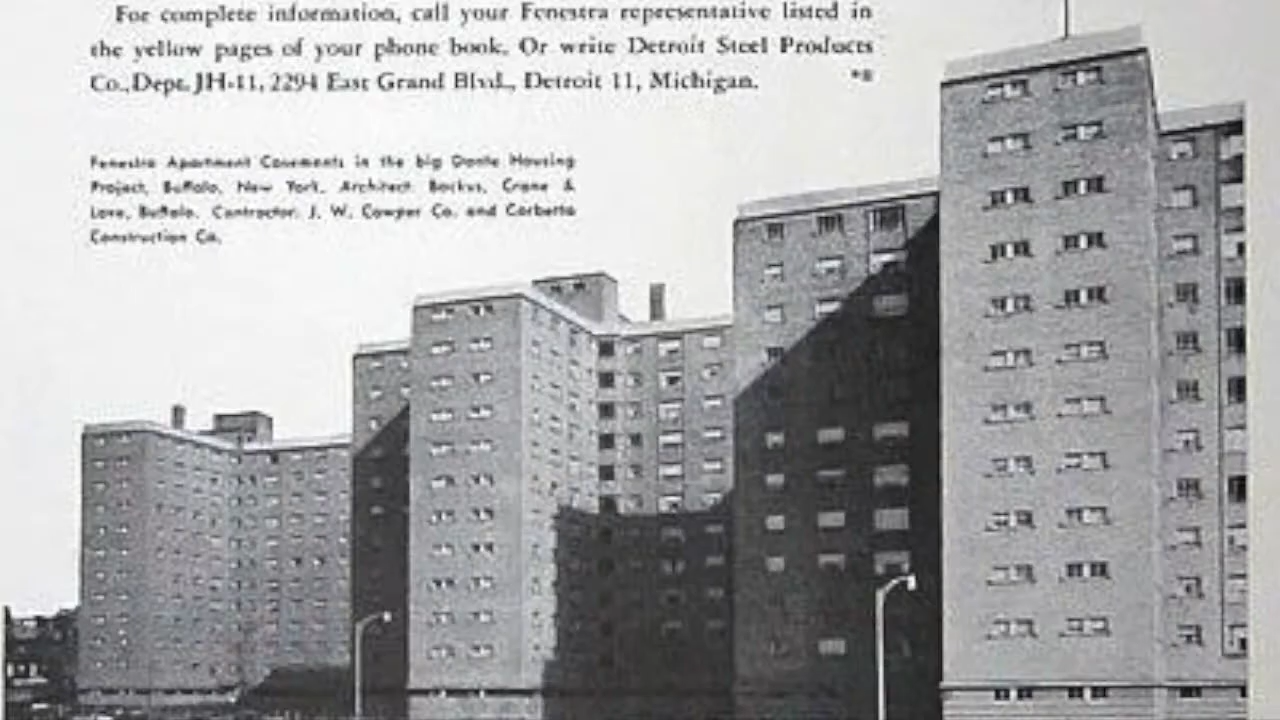 For complete information, call your Fenestra representative listed in
the yellow pages of your phone book. Or write Detroit Steel Products
Co., Dept. JH-11, 2294 East Grand Blvd., Detroit 11, Michigan.
Fenestra Apartment Casements in the big Dante Housing
Project, Buffalo, New York. Architect: Backus, Crane &
Love, Buffalo. Contractor: J. W. Cowper Co. and Corbetta
Construction Co.